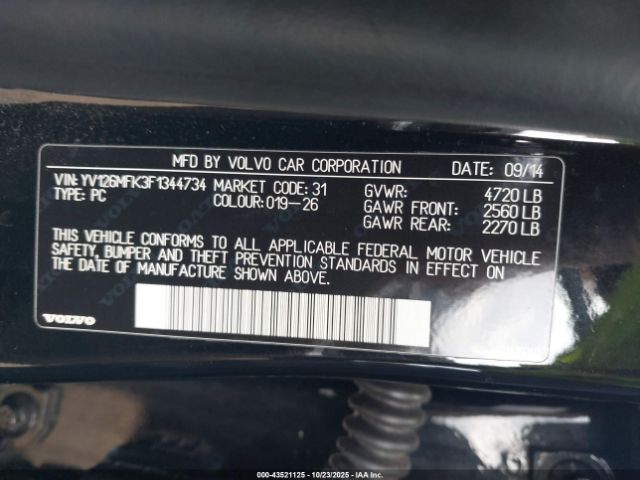 MFD BY VOLVO CAR CORPORATION DATE: 09/14
VIN: YV126MFK3F1344734 MARKET CODE: 31 GVWR: 4720 LB
TYPE: PC COLOUR: 019-26 GAWR FRONT: 2560 LB
GAWR REAR: 2270 LB
THIS VEHICLE CONFORMS TO ALL APPLICABLE FEDERAL MOTOR VEHICLE
SAFETY, BUMPER AND THEFT PREVENTION STANDARDS IN EFFECT ON
THE DATE OF MANUFACTURE SHOWN ABOVE.
VOLVO
000-43521125 - 10/23/2025 - IAAI